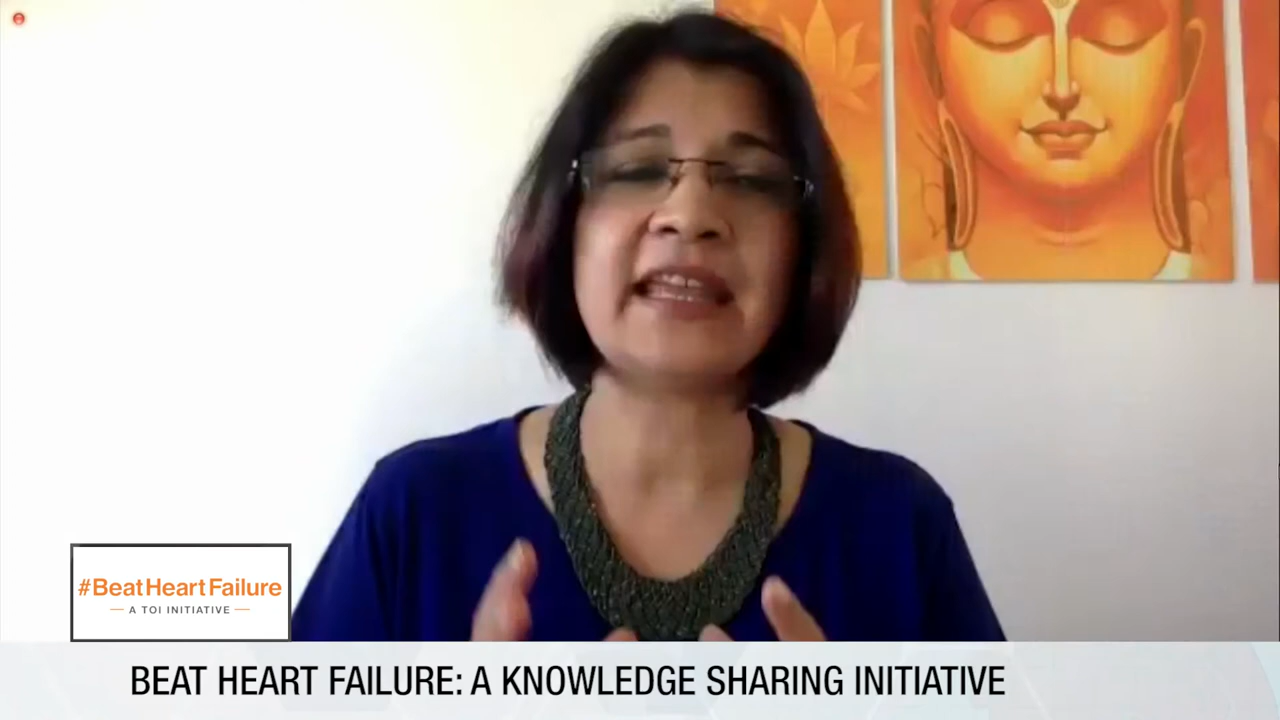 #BeatHeartFailure
A TOI INITIATIVE
BEAT HEART FAILURE: A KNOWLEDGE SHARING INITIATIVE